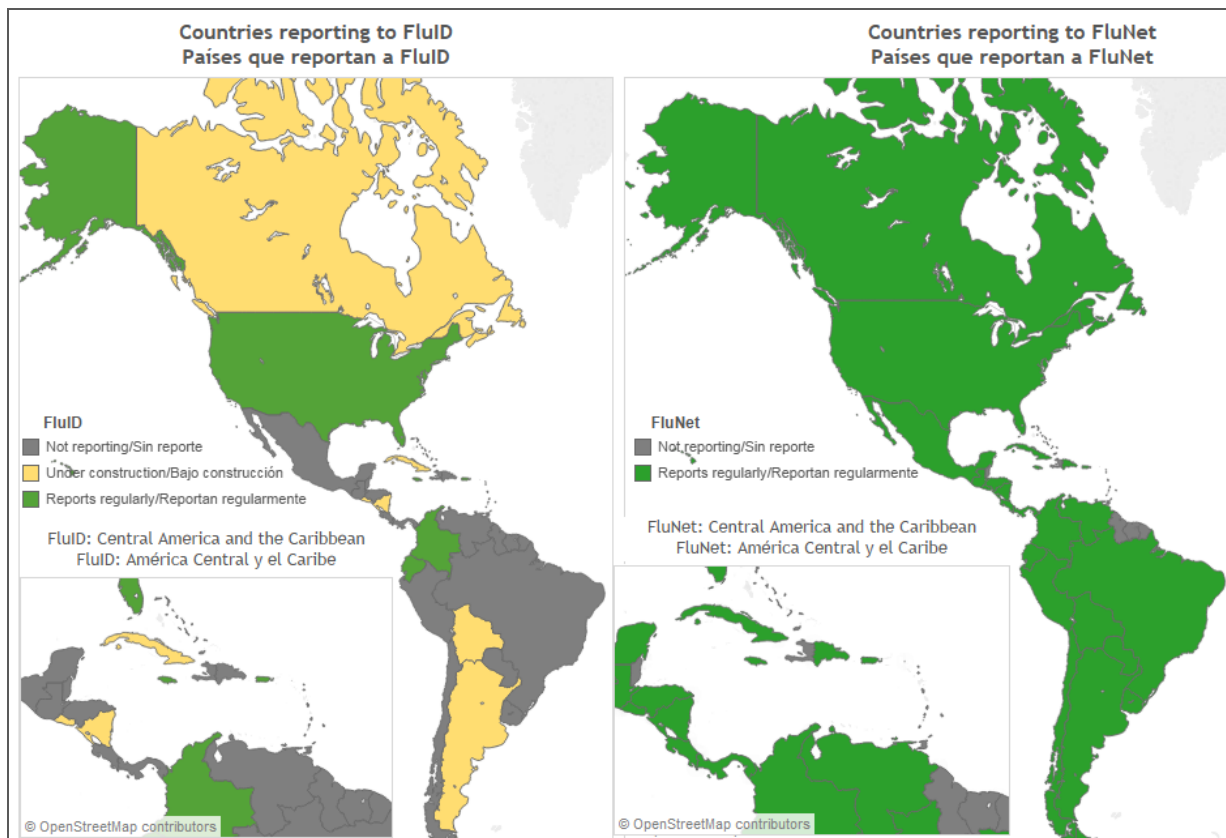 Countries reporting to FluID
Países que reportan a FluID
FluID
Not reporting/Sin reporte
Under construction/Bajo construcción
Reports regularly/Reportan regularmente
FluID: Central America and the Caribbean
FluID: América Central y el Caribe
© OpenStreetMap contributors
Countries reporting to FluNet
Países que reportan a FluNet
FluNet
Not reporting/Sin reporte
Reports regularly/Reportan regularmente
FluNet: Central America and the Caribbean
FluNet: América Central y el Caribe
© OpenStreetMap contributors